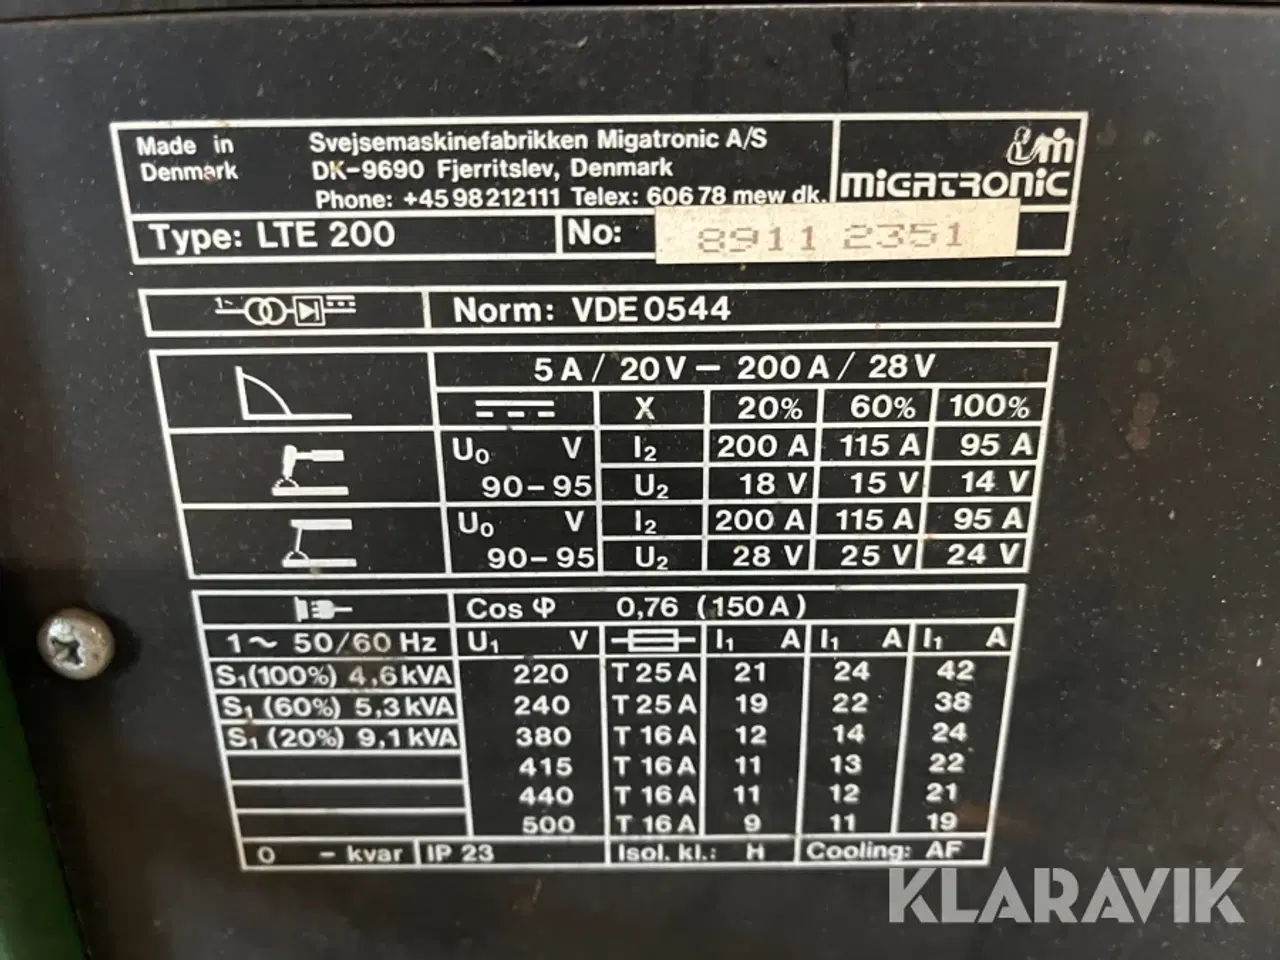 Made in Denmark
Svejsemaskinefabrikken Migatronic A/S
DK-9690 Fjerritslev, Denmark
Phone: +45 98 212111 Telex: 60678 mew dk.
MIGATRONIC
Type: LTE 200 No: 8911 2351
1~ Norm: VDE 0544
5 A / 20 V – 200 A / 28 V
X 20% 60% 100%
U0 V I2 200 A 115 A 95 A
90–95 U2 18 V 15 V 14 V
U0 V I2 200 A 115 A 95 A
90–95 U2 28 V 25 V 24 V
Cos φ 0,76 (150 A)
1 ~ 50/60 Hz U1 V I1 A I1 A I1 A
S1 (100%) 4,6 kVA 220 T 25 A 21 24 42
S1 (60%) 5,3 kVA 240 T 25 A 19 22 38
S1 (20%) 9,1 kVA 380 T 16 A 12 14 24
415 T 16 A 11 13 22
440 T 16 A 11 12 21
500 T 16 A 9 11 19
0 - kvar IP 23 Isol. kl.: H Cooling: AF
KLARAVIK